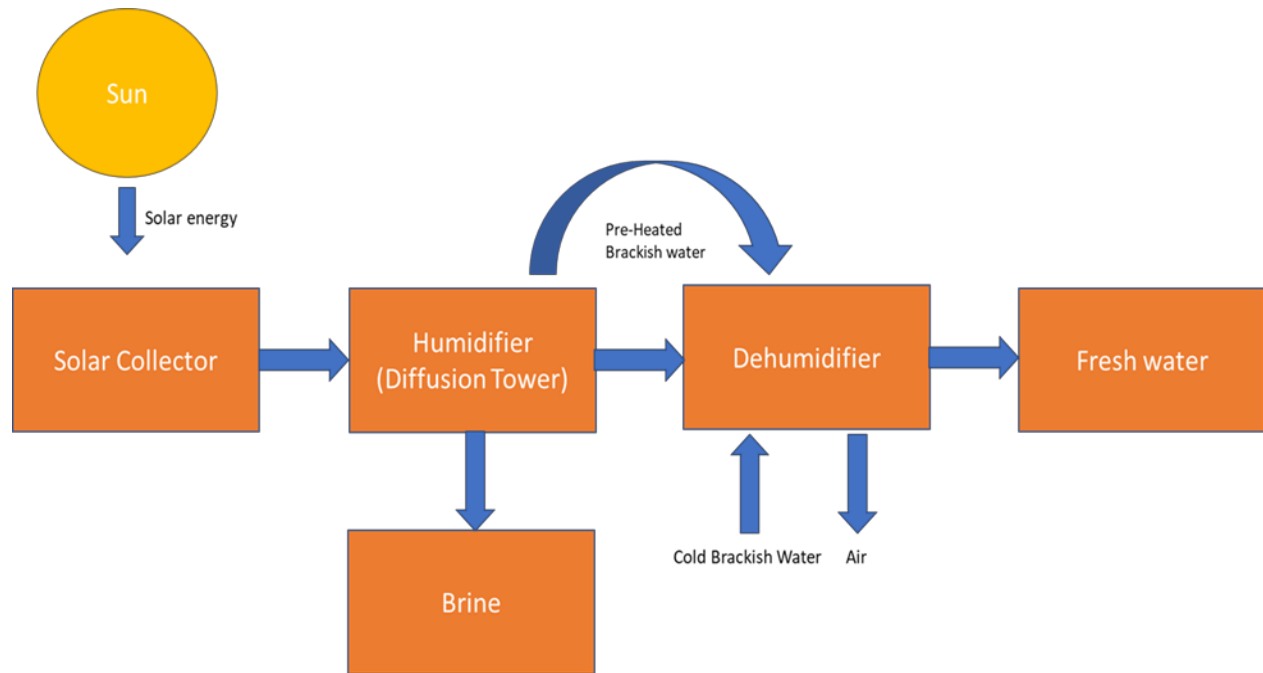 Sun
Solar energy
Pre-Heated
Brackish water
Solar Collector
Humidifier
(Diffusion Tower)
Dehumidifier
Fresh water
Cold Brackish Water
Air
Brine